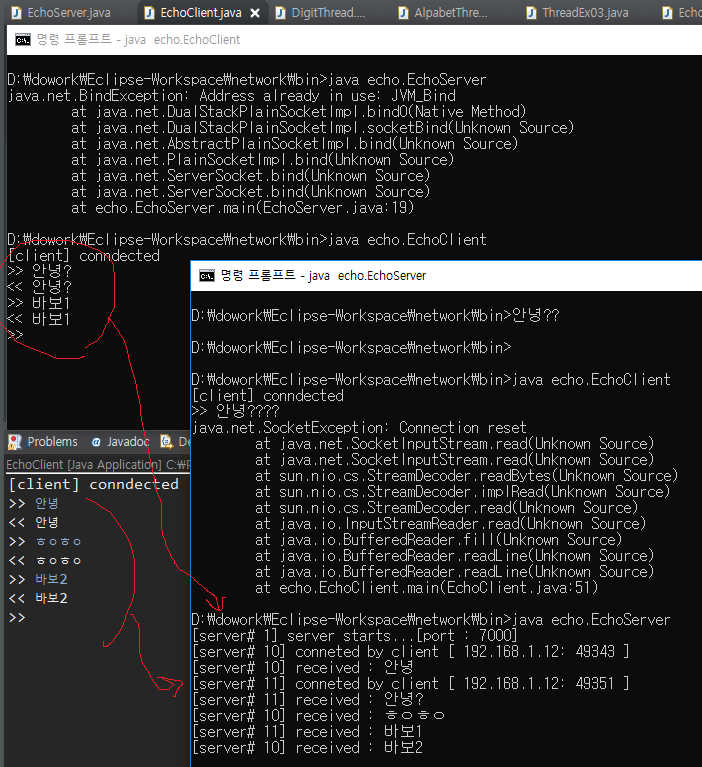 EchoServer.java
EchoClient.java
DigitThread....
AlpabetThre...
ThreadEx03.java
Ech
명령 프롬프트 - java  echo.EchoClient
D:₩dowork₩Eclipse-Workspace₩network₩bin>java echo.EchoServer
java.net.BindException: Address already in use: JVM_Bind
at java.net.DualStackPlainSocketImpl.bind0(Native Method)
at java.net.DualStackPlainSocketImpl.socketBind(Unknown Source)
at java.net.AbstractPlainSocketImpl.bind(Unknown Source)
at java.net.PlainSocketImpl.bind(Unknown Source)
at java.net.ServerSocket.bind(Unknown Source)
at java.net.ServerSocket.bind(Unknown Source)
at echo.EchoServer.main(EchoServer.java:19)
D:₩dowork₩Eclipse-Workspace₩network₩bin>java echo.EchoClient
[client] conndected
>> 안녕?
<< 안녕?
>> 바보1
<< 바보1
>>
Problems
Javadoc
De
EchoClient [Java Application] C:₩P
[client] conndected
>> 안녕
<< 안녕
>> ㅎㅇㅎㅇ
<< ㅎㅇㅎㅇ
>> 바보2
<< 바보2
>>
명령 프롬프트 - java  echo.EchoServer
D:₩dowork₩Eclipse-Workspace₩network₩bin>안녕??
D:₩dowork₩Eclipse-Workspace₩network₩bin>
D:₩dowork₩Eclipse-Workspace₩network₩bin>java echo.EchoClient
[client] conndected
>> 안녕????
java.net.SocketException: Connection reset
at java.net.SocketInputStream.read(Unknown Source)
at java.net.SocketInputStream.read(Unknown Source)
at sun.nio.cs.StreamDecoder.readBytes(Unknown Source)
at sun.nio.cs.StreamDecoder.implRead(Unknown Source)
at sun.nio.cs.StreamDecoder.read(Unknown Source)
at java.io.InputStreamReader.read(Unknown Source)
at java.io.BufferedReader.fill(Unknown Source)
at java.io.BufferedReader.readLine(Unknown Source)
at java.io.BufferedReader.readLine(Unknown Source)
at echo.EchoClient.main(EchoClient.java:51)
D:₩dowork₩Eclipse-Workspace₩network₩bin>java echo.EchoServer
[server# 1] server starts...[port : 7000]
[server# 10] conneted by client [ 192.168.1.12: 49343 ]
[server# 10] received : 안녕
[server# 11] conneted by client [ 192.168.1.12: 49351 ]
[server# 11] received : 안녕?
[server# 10] received : ㅎㅇㅎㅇ
[server# 11] received : 바보1
[server# 10] received : 바보2